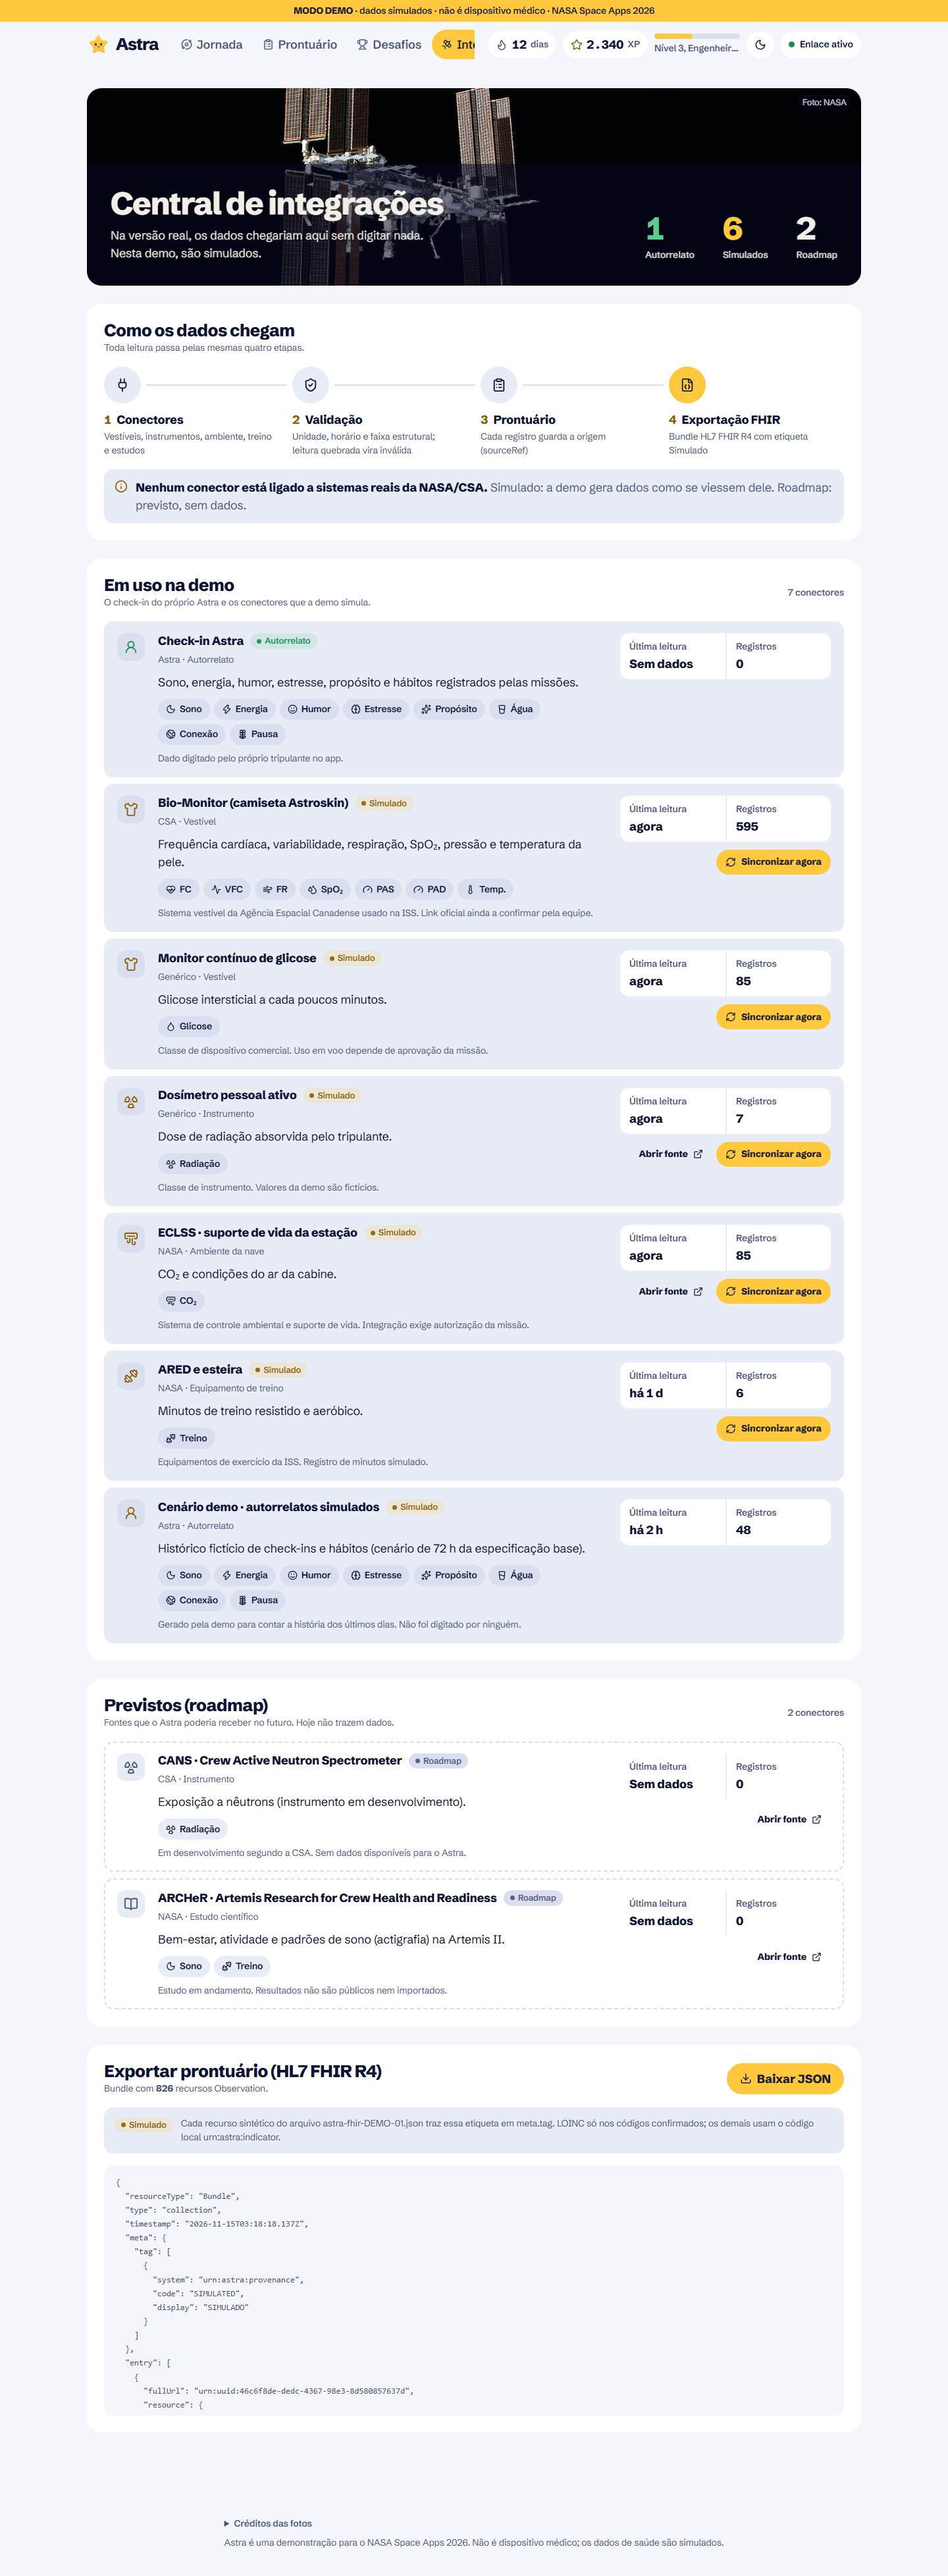 MODO DEMO · dados simulados · não é dispositivo médico · NASA Space Apps 2026
Astra
Jornada
Prontuário
Desafios
Inte
12 dias
2.340 XP
Nível 3, Engenheir...
Enlace ativo
Foto: NASA
Central de integrações
Na versão real, os dados chegariam aqui sem digitar nada.
Nesta demo, são simulados.
1
Autorrelato
6
Simulados
2
Roadmap
Como os dados chegam
Toda leitura passa pelas mesmas quatro etapas.
1 Conectores
Vestíveis, instrumentos, ambiente, treino
e estudos
2 Validação
Unidade, horário e faixa estrutural;
leitura quebrada vira inválida
3 Prontuário
Cada registro guarda a origem
(sourceRef)
4 Exportação FHIR
Bundle HL7 FHIR R4 com etiqueta
Simulado
Nenhum conector está ligado a sistemas reais da NASA/CSA. Simulado: a demo gera dados como se viessem dele. Roadmap:
previsto, sem dados.
Em uso na demo
O check-in do próprio Astra e os conectores que a demo simula.
7 conectores
Check-in Astra
Autorrelato
Astra · Autorrelato
Sono, energia, humor, estresse, propósito e hábitos registrados pelas missões.
Sono
Energia
Humor
Estresse
Propósito
Água
Conexão
Pausa
Dado digitado pelo próprio tripulante no app.
Última leitura
Sem dados
Registros
0
Bio-Monitor (camiseta Astroskin)
Simulado
CSA · Vestível
Frequência cardíaca, variabilidade, respiração, SpO₂, pressão e temperatura da
pele.
FC
VFC
FR
SpO₂
PAS
PAD
Temp.
Sistema vestível da Agência Espacial Canadense usado na ISS. Link oficial ainda a confirmar pela equipe.
Última leitura
agora
Registros
595
Sincronizar agora
Monitor contínuo de glicose
Simulado
Genérico · Vestível
Glicose intersticial a cada poucos minutos.
Glicose
Classe de dispositivo comercial. Uso em voo depende de aprovação da missão.
Última leitura
agora
Registros
85
Sincronizar agora
Dosímetro pessoal ativo
Simulado
Genérico · Instrumento
Dose de radiação absorvida pelo tripulante.
Radiação
Classe de instrumento. Valores da demo são fictícios.
Última leitura
agora
Registros
7
Abrir fonte
Sincronizar agora
ECLSS · suporte de vida da estação
Simulado
NASA · Ambiente da nave
CO₂ e condições do ar da cabine.
CO₂
Sistema de controle ambiental e suporte de vida. Integração exige autorização da missão.
Última leitura
agora
Registros
85
Abrir fonte
Sincronizar agora
ARED e esteira
Simulado
NASA · Equipamento de treino
Minutos de treino resistido e aeróbico.
Treino
Equipamentos de exercício da ISS. Registro de minutos simulado.
Última leitura
há 1 d
Registros
6
Sincronizar agora
Cenário demo · autorrelatos simulados
Simulado
Astra · Autorrelato
Histórico fictício de check-ins e hábitos (cenário de 72 h da especificação base).
Sono
Energia
Humor
Estresse
Propósito
Água
Conexão
Pausa
Gerado pela demo para contar a história dos últimos dias. Não foi digitado por ninguém.
Última leitura
há 2 h
Registros
48
Previstos (roadmap)
Fontes que o Astra poderia receber no futuro. Hoje não trazem dados.
2 conectores
CANS · Crew Active Neutron Spectrometer
Roadmap
CSA · Instrumento
Exposição a nêutrons (instrumento em desenvolvimento).
Radiação
Em desenvolvimento segundo a CSA. Sem dados disponíveis para o Astra.
Última leitura
Sem dados
Registros
0
Abrir fonte
ARCHeR · Artemis Research for Crew Health and Readiness
Roadmap
NASA · Estudo científico
Bem-estar, atividade e padrões de sono (actigrafia) na Artemis II.
Sono
Treino
Estudo em andamento. Resultados não são públicos nem importados.
Última leitura
Sem dados
Registros
0
Abrir fonte
Exportar prontuário (HL7 FHIR R4)
Bundle com 826 recursos Observation.
Baixar JSON
Simulado
Cada recurso sintético do arquivo astra-fhir-DEMO-01.json traz essa etiqueta em meta.tag. LOINC só nos códigos confirmados; os demais usam o código
local urn:astra:indicator.
{
"resourceType": "Bundle",
"type": "collection",
"timestamp": "2026-11-15T03:18:18.137Z",
"meta": {
"tag": [
{
"system": "urn:astra:provenance",
"code": "SIMULATED",
"display": "SIMULADO"
}
]
},
"entry": [
{
"fullUrl": "urn:uuid:46c6f8de-dedc-4367-98e3-8d580857637d",
"resource": {
Créditos das fotos
Astra é uma demonstração para o NASA Space Apps 2026. Não é dispositivo médico; os dados de saúde são simulados.